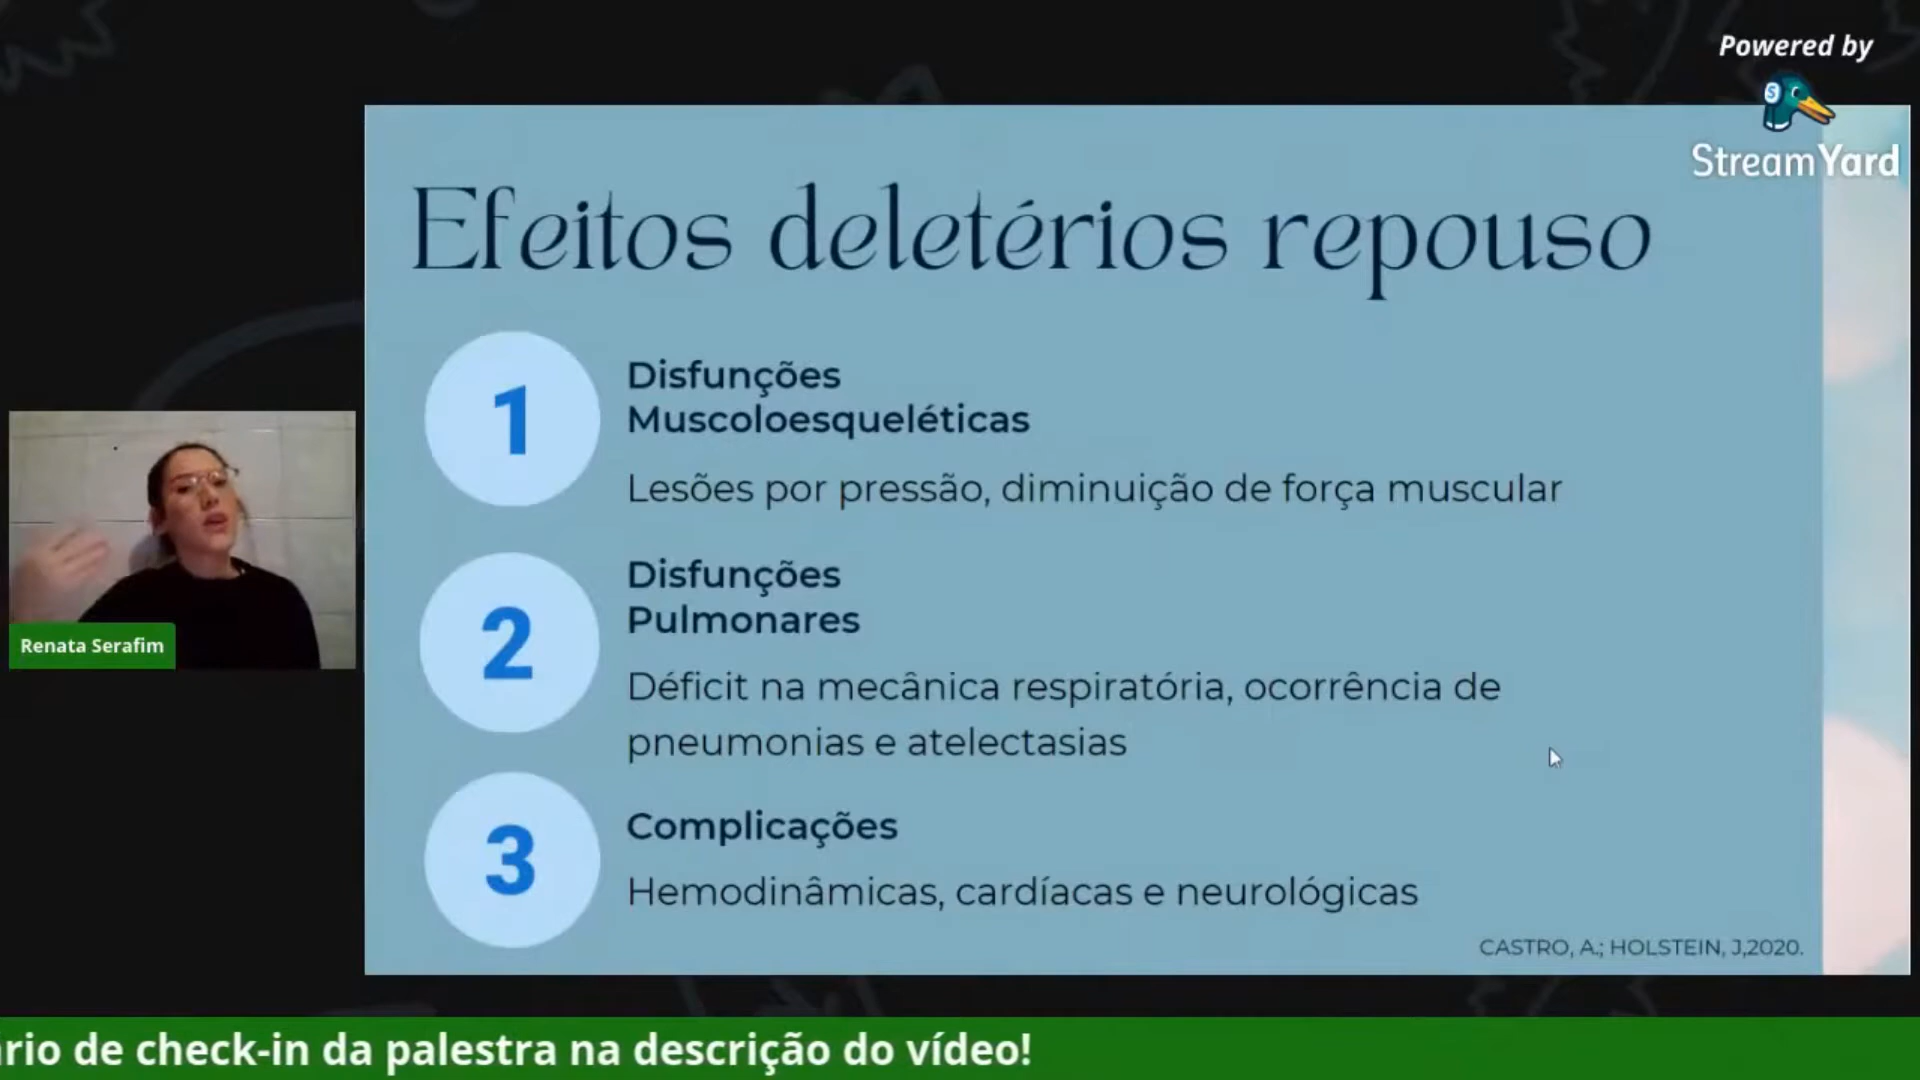 Powered by
StreamYard
Efeitos deletérios repouso
1
Disfunções
Muscoloesqueléticas
Lesões por pressão, diminuição de força muscular
2
Disfunções
Pulmonares
Déficit na mecânica respiratória, ocorrência de
pneumonias e atelectasias
3
Complicações
Hemodinâmicas, cardíacas e neurológicas
CASTRO, A.; HOLSTEIN, J,2020.
Renata Serafim
ário de check-in da palestra na descrição do vídeo!